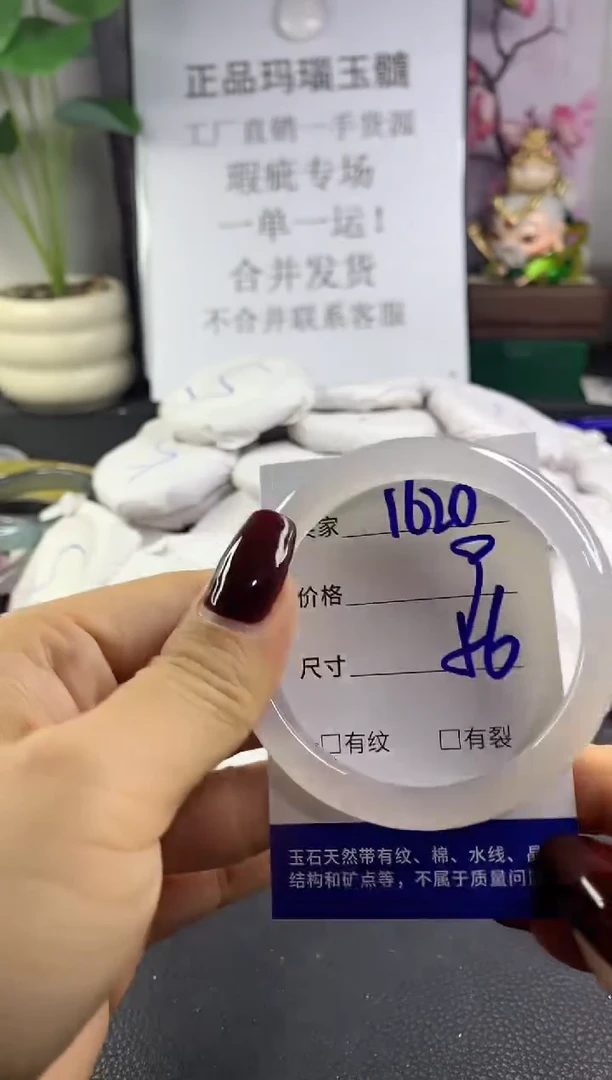 正品玛瑙玉髓
工厂直销一手货源
瑕疵专场
一单一运！
合并发货
不合并联系客服
家 1620
价格
尺寸 56
□有纹 □有裂
玉石天然带有纹、棉、水线、晶
结构和矿点等，不属于质量问